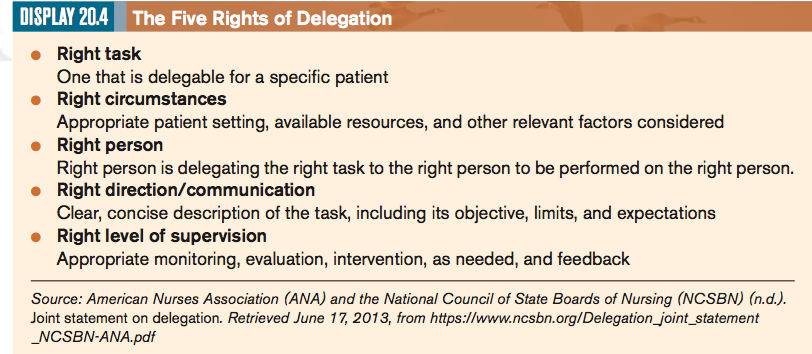 DISPLAY 20.4 The Five Rights of Delegation
● Right task
One that is delegable for a specific patient
● Right circumstances
Appropriate patient setting, available resources, and other relevant factors considered
● Right person
Right person is delegating the right task to the right person to be performed on the right person.
● Right direction/communication
Clear, concise description of the task, including its objective, limits, and expectations
● Right level of supervision
Appropriate monitoring, evaluation, intervention, as needed, and feedback
Source: American Nurses Association (ANA) and the National Council of State Boards of Nursing (NCSBN) (n.d.).
Joint statement on delegation. Retrieved June 17, 2013, from https://www.ncsbn.org/Delegation_joint_statement
_NCSBN-ANA.pdf